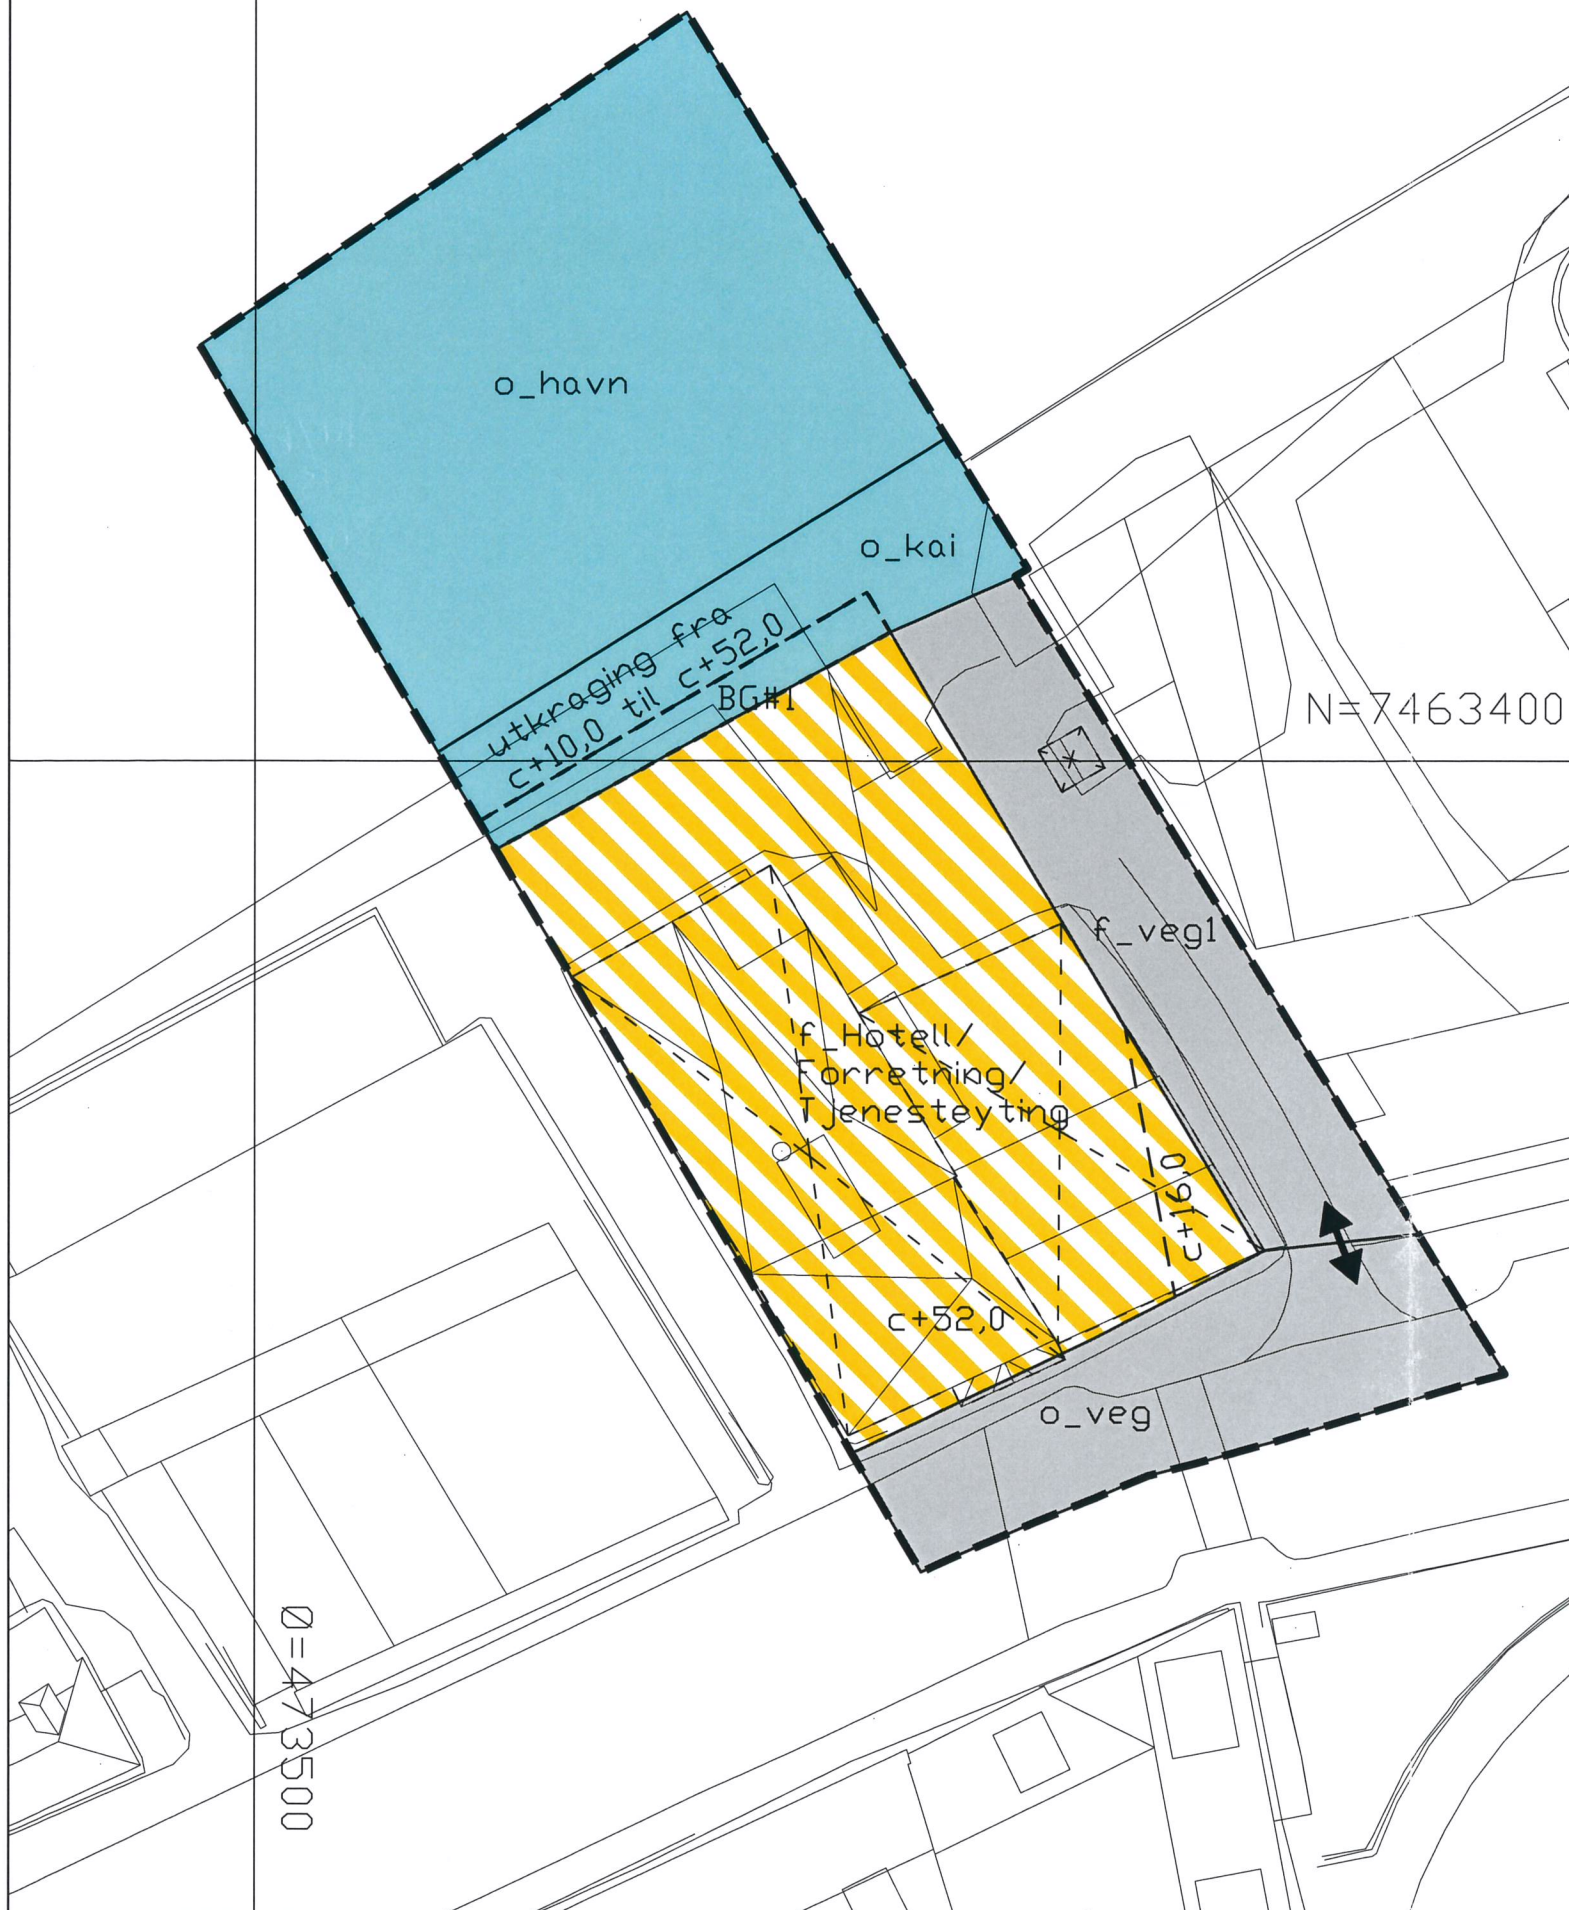 o_havn
o_kai
utkraging fra
c+10,0 til c+52,0
BG#1
N=7463400
f_veg1
f_Hotell/
Forretning/
Tjenesteyting
c+16,0
c+52,0
o_veg
Ø=473500